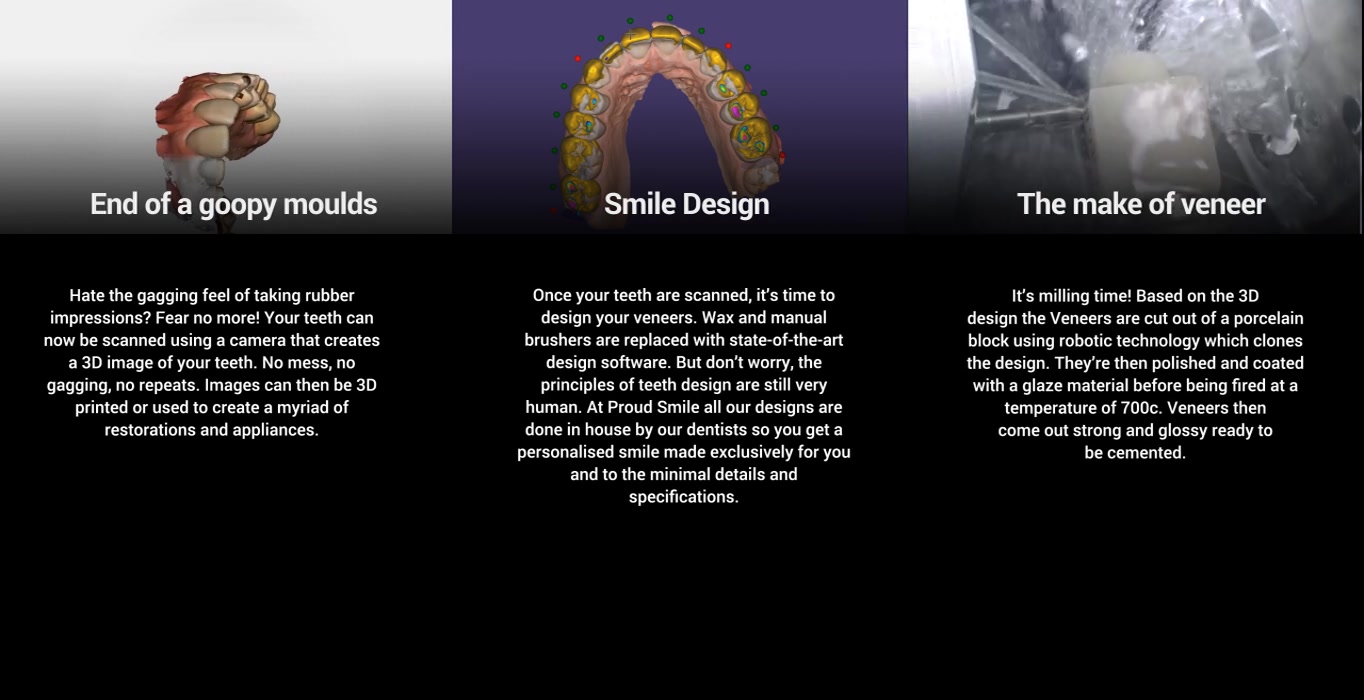 End of a goopy moulds
Hate the gagging feel of taking rubber
impressions? Fear no more! Your teeth can
now be scanned using a camera that creates
a 3D image of your teeth. No mess, no
gagging, no repeats. Images can then be 3D
printed or used to create a myriad of
restorations and appliances.
Smile Design
Once your teeth are scanned, it’s time to
design your veneers. Wax and manual
brushers are replaced with state-of-the-art
design software. But don’t worry, the
principles of teeth design are still very
human. At Proud Smile all our designs are
done in house by our dentists so you get a
personalised smile made exclusively for you
and to the minimal details and
specifications.
The make of veneer
It’s milling time! Based on the 3D
design the Veneers are cut out of a porcelain
block using robotic technology which clones
the design. They’re then polished and coated
with a glaze material before being fired at a
temperature of 700c. Veneers then
come out strong and glossy ready to
be cemented.